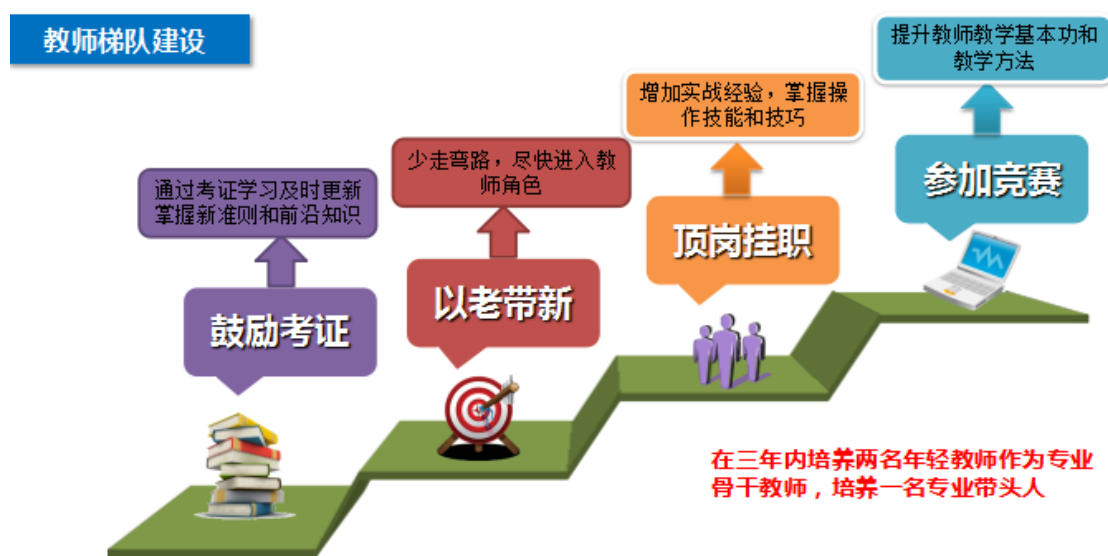 教师梯队建设
通过考证学习及时更新
掌握新准则和前沿知识
鼓励考证
少走弯路，尽快进入教
师角色
以老带新
增加实战经验，掌握操
作技能和技巧
顶岗挂职
提升教师教学基本功和
教学方法
参加竞赛
在三年内培养两名年轻教师作为专业
骨干教师，培养一名专业带头人